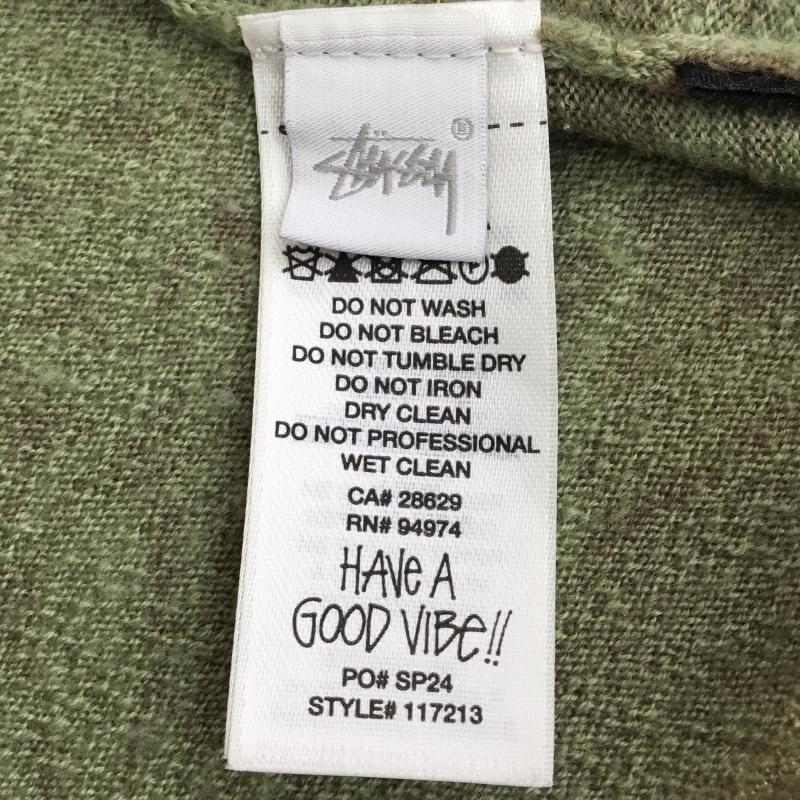 Stüssy ®
P
DO NOT WASH
DO NOT BLEACH
DO NOT TUMBLE DRY
DO NOT IRON
DRY CLEAN
DO NOT PROFESSIONAL
WET CLEAN
CA# 28629
RN# 94974
HAVe A
GOOD ViBe!!
PO# SP24
STYLE# 117213